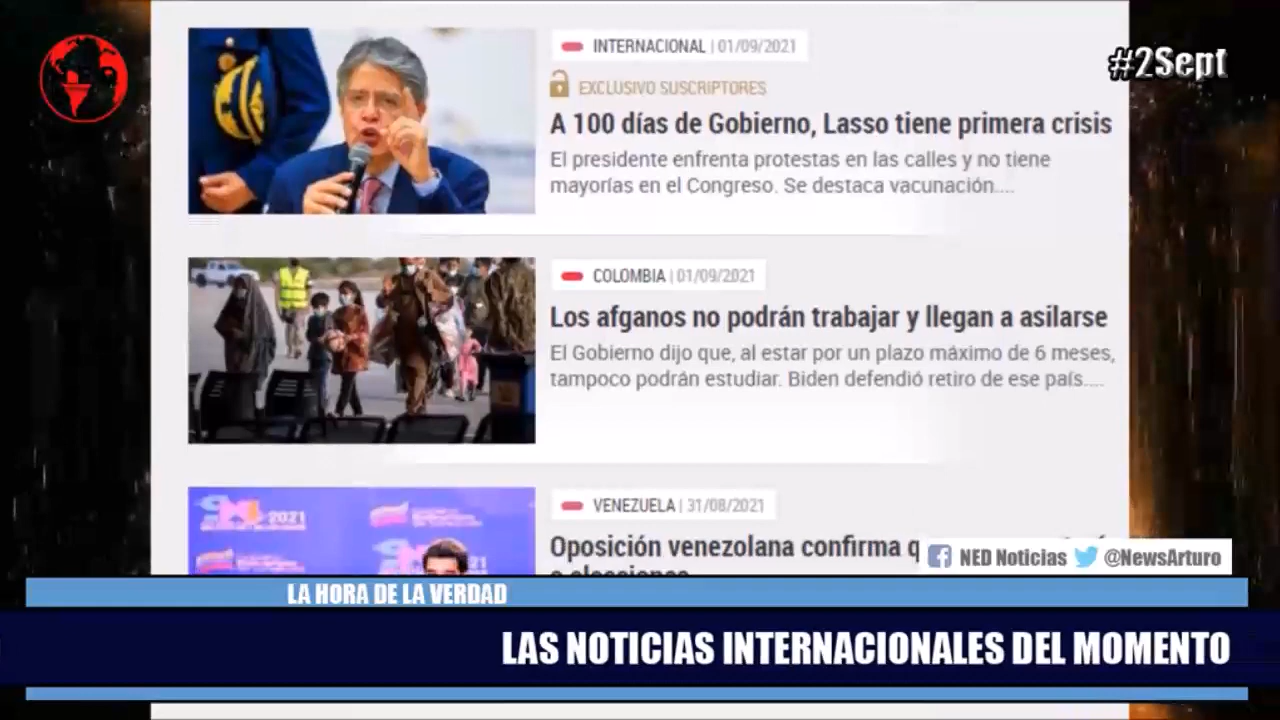 #2Sept
INTERNACIONAL | 01/09/2021
EXCLUSIVO SUSCRIPTORES
A 100 días de Gobierno, Lasso tiene primera crisis
El presidente enfrenta protestas en las calles y no tiene
mayorías en el Congreso. Se destaca vacunación....
COLOMBIA | 01/09/2021
Los afganos no podrán trabajar y llegan a asilarse
El Gobierno dijo que, al estar por un plazo máximo de 6 meses,
tampoco podrán estudiar. Biden defendió retiro de ese país....
2021
VENEZUELA | 31/08/2021
Oposición venezolana confirma
NED Noticias @NewsArturo
LA HORA DE LA VERDAD
LAS NOTICIAS INTERNACIONALES DEL MOMENTO